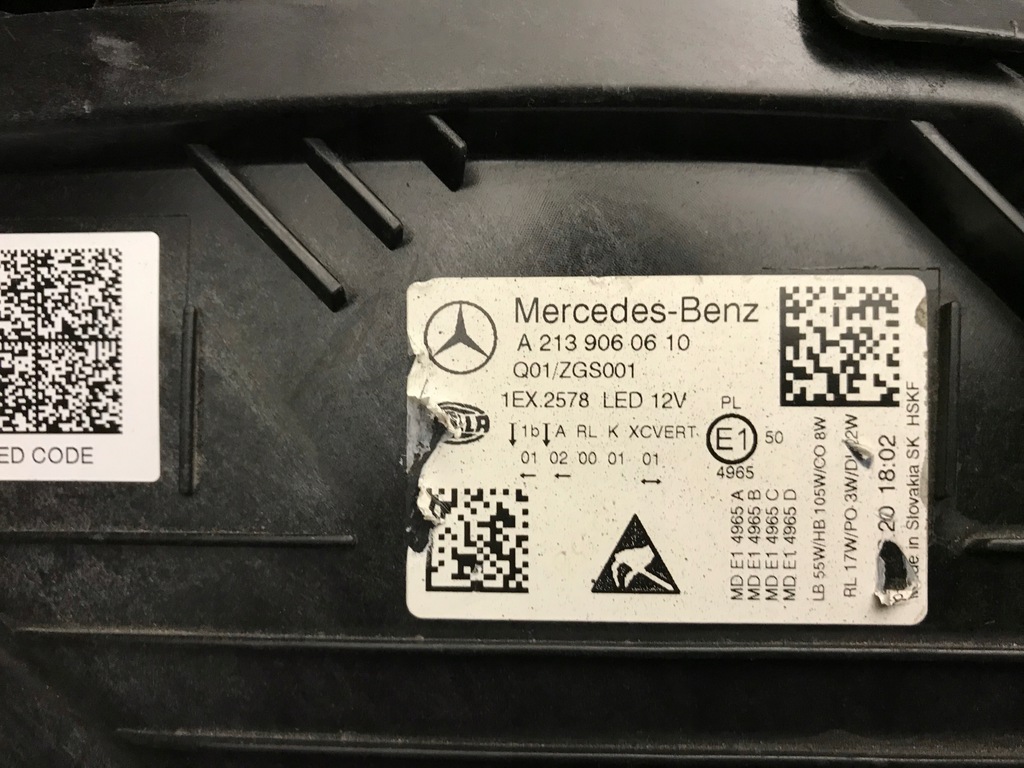 ED CODE
Mercedes-Benz
A 213 906 06 10
Q01/ZGS001
1EX.2578 LED 12V
1b A RL K XCVERT
01 02 00 01 01
PL
E1 50
4965
MD E1 4965 A
MD E1 4965 B
MD E1 4965 C
MD E1 4965 D
LB 55W/HB 105W/CO 8W
RL 17W/PO 3W/DI
20 18:02
in Slovakia SK HSKF